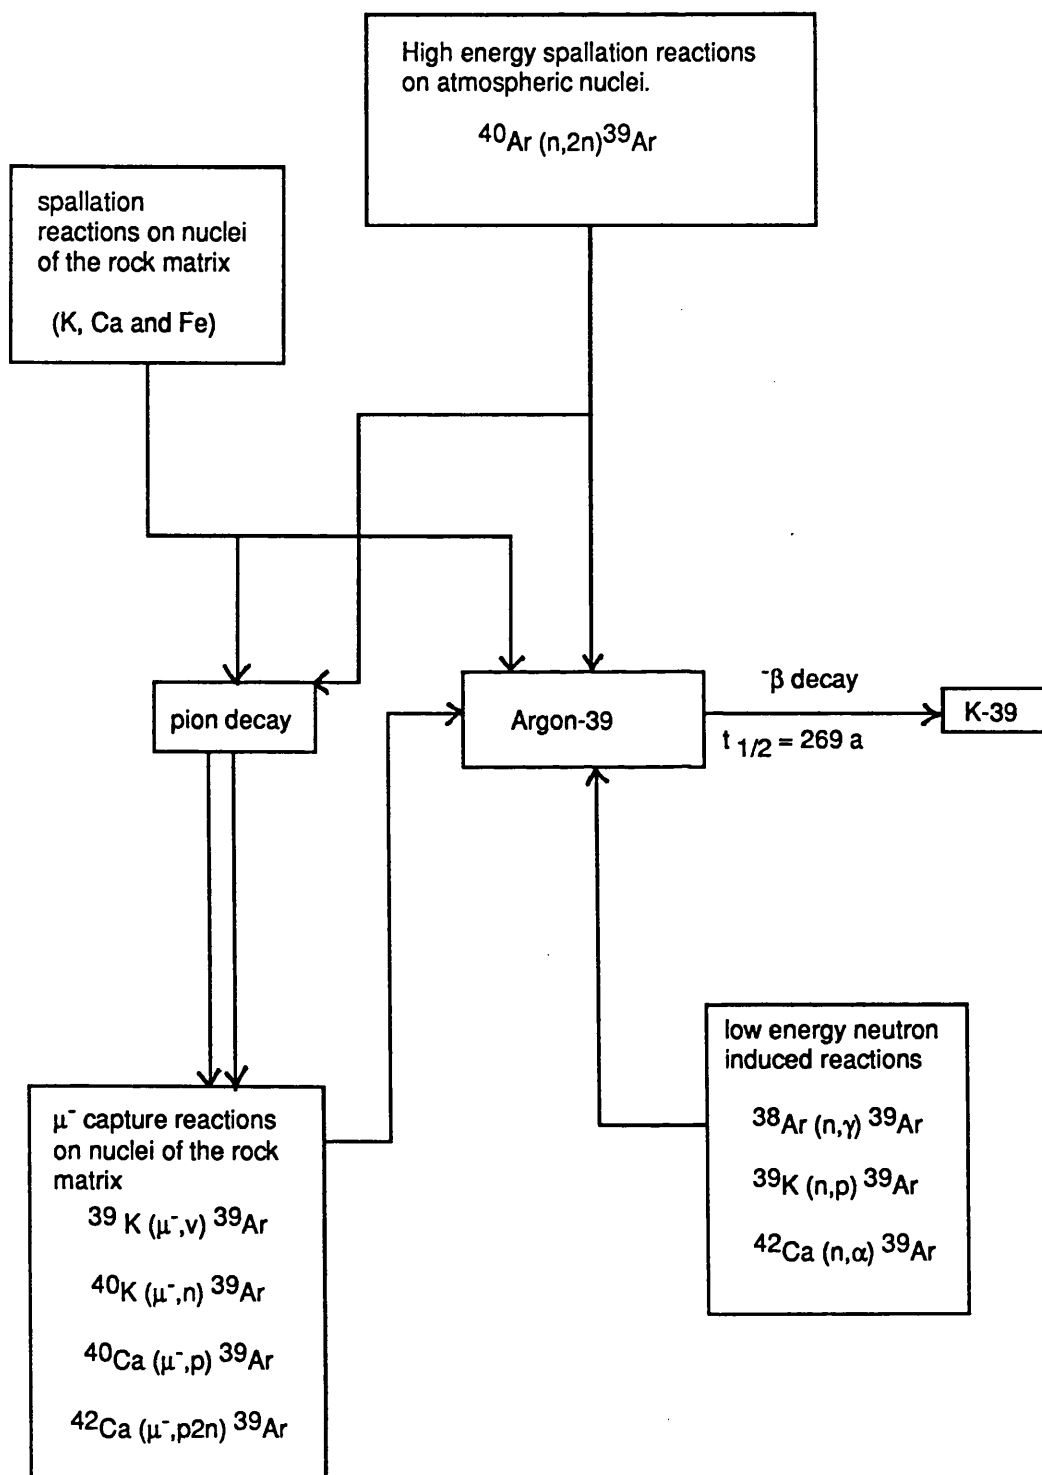 High energy spallation reactions
on atmospheric nuclei.
⁴⁰Ar (n,2n)³⁹Ar
spallation
reactions on nuclei
of the rock matrix
(K, Ca and Fe)
pion decay
Argon-39
⁻β decay
t 1/2 = 269 a
K-39
μ⁻ capture reactions
on nuclei of the rock
matrix
³⁹K (μ⁻,v) ³⁹Ar
⁴⁰K (μ⁻,n) ³⁹Ar
⁴⁰Ca (μ⁻,p) ³⁹Ar
⁴²Ca (μ⁻,p2n) ³⁹Ar
low energy neutron
induced reactions
³⁸Ar (n,γ) ³⁹Ar
³⁹K (n,p) ³⁹Ar
⁴²Ca (n,α) ³⁹Ar